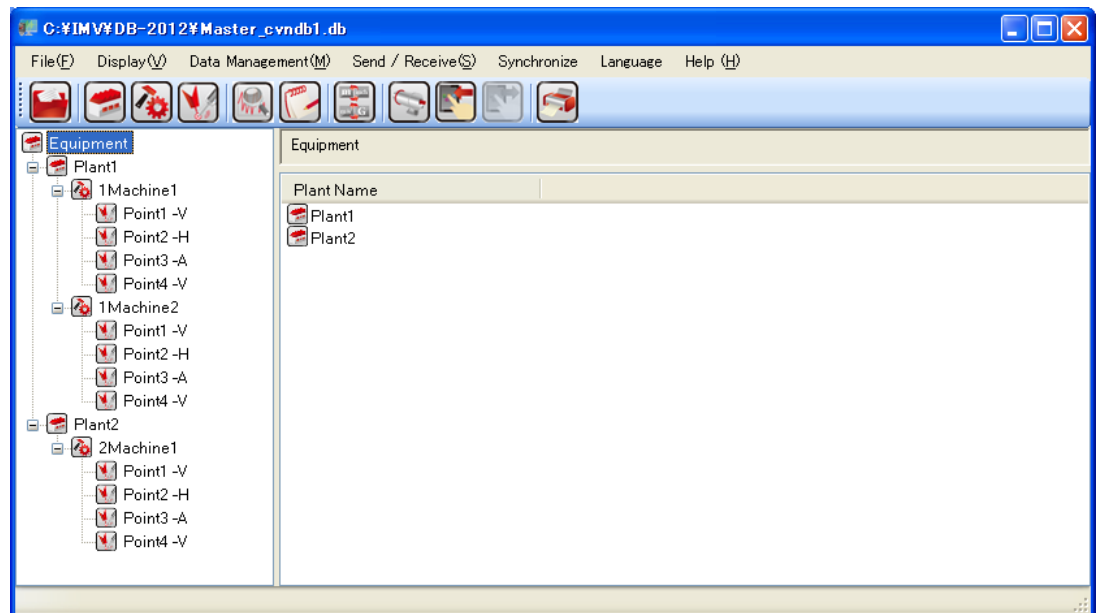 C:¥IMV¥DB-2012¥Master_cvndb1.db
File(F) Display(V) Data Management(M) Send / Receive(S) Synchronize Language Help (H)
Equipment
Plant1
1Machine1
Point1 -V
Point2 -H
Point3 -A
Point4 -V
1Machine2
Point1 -V
Point2 -H
Point3 -A
Point4 -V
Plant2
2Machine1
Point1 -V
Point2 -H
Point3 -A
Point4 -V
Equipment
Plant Name
Plant1
Plant2